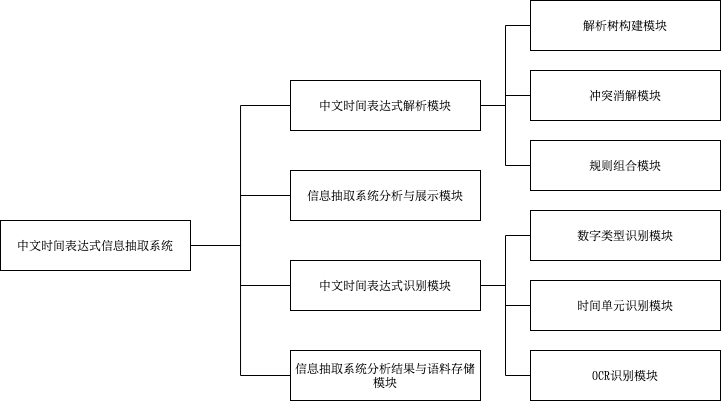 中文时间表达式信息抽取系统
中文时间表达式解析模块
信息抽取系统分析与展示模块
中文时间表达式识别模块
信息抽取系统分析结果与语料存储
模块
解析树构建模块
冲突消解模块
规则组合模块
数字类型识别模块
时间单元识别模块
OCR识别模块